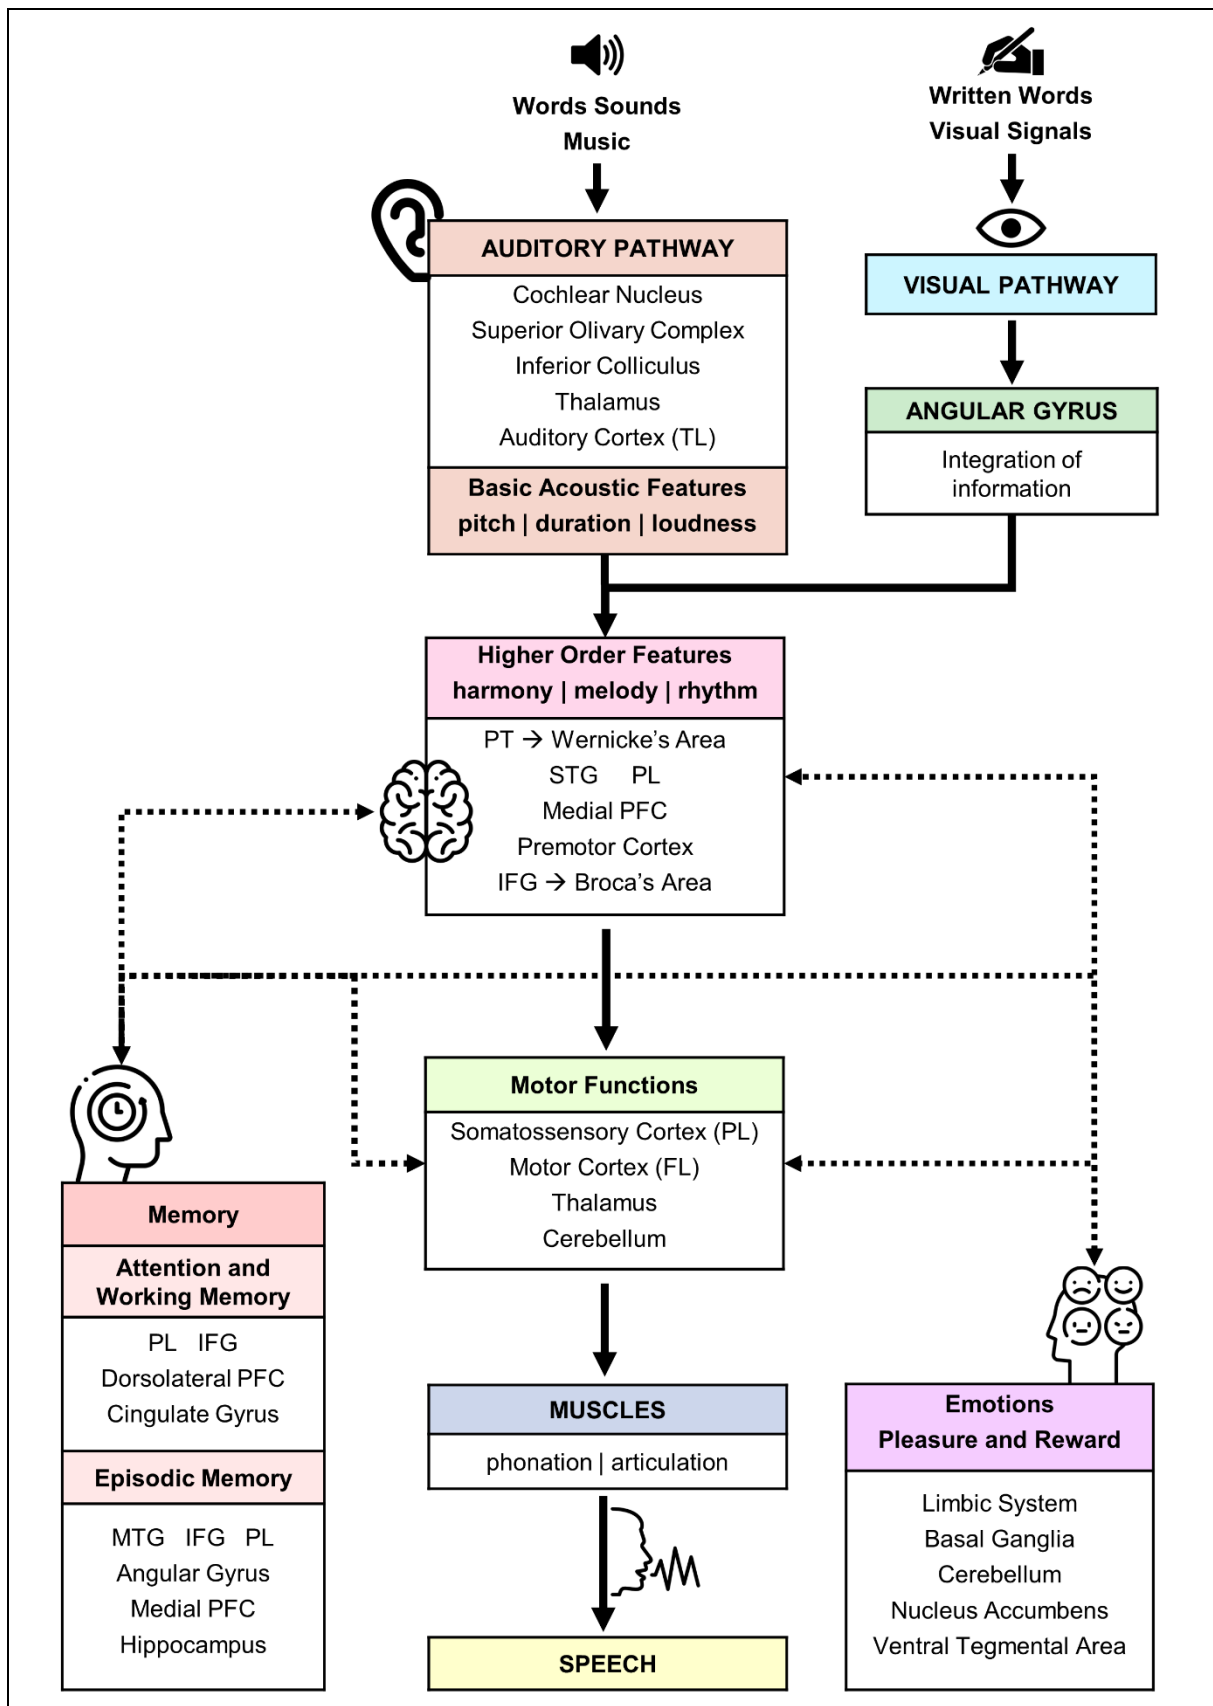 Words Sounds
Music
Written Words
Visual Signals
AUDITORY PATHWAY
Cochlear Nucleus
Superior Olivary Complex
Inferior Colliculus
Thalamus
Auditory Cortex (TL)
Basic Acoustic Features
pitch | duration | loudness
VISUAL PATHWAY
ANGULAR GYRUS
Integration of
information
Higher Order Features
harmony | melody | rhythm
PT → Wernicke's Area
STG PL
Medial PFC
Premotor Cortex
IFG → Broca's Area
Motor Functions
Somatossensory Cortex (PL)
Motor Cortex (FL)
Thalamus
Cerebellum
Memory
Attention and
Working Memory
PL IFG
Dorsolateral PFC
Cingulate Gyrus
Episodic Memory
MTG IFG PL
Angular Gyrus
Medial PFC
Hippocampus
MUSCLES
phonation | articulation
SPEECH
Emotions
Pleasure and Reward
Limbic System
Basal Ganglia
Cerebellum
Nucleus Accumbens
Ventral Tegmental Area